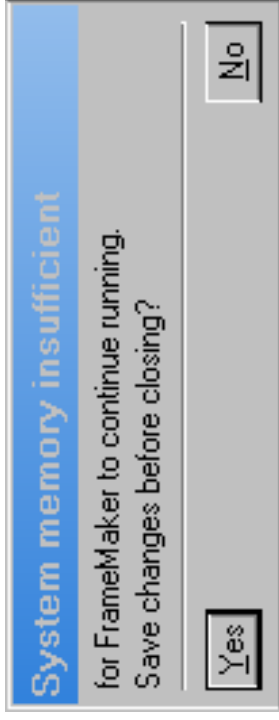 System memory insufficient
for FrameMaker to continue running.
Save changes before closing?
Yes
No